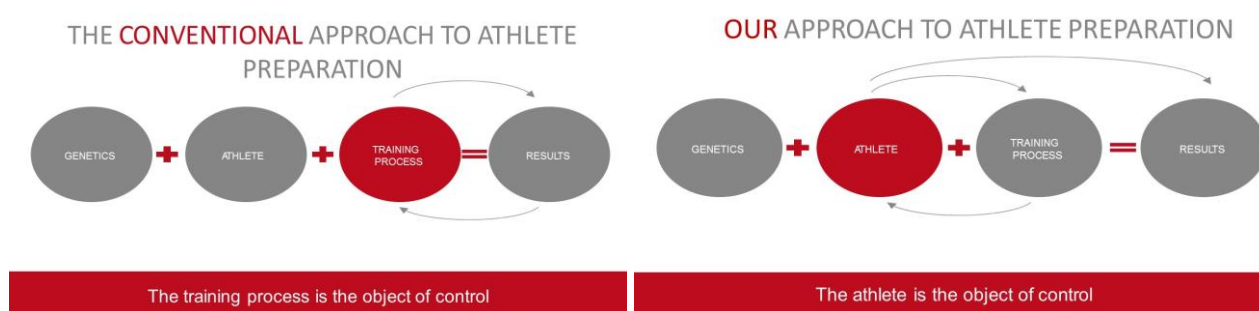 THE CONVENTIONAL APPROACH TO ATHLETE
PREPARATION
GENETICS
ATHLETE
TRAINING
PROCESS
RESULTS
The training process is the object of control
OUR APPROACH TO ATHLETE PREPARATION
GENETICS
ATHLETE
TRAINING
PROCESS
RESULTS
The athlete is the object of control